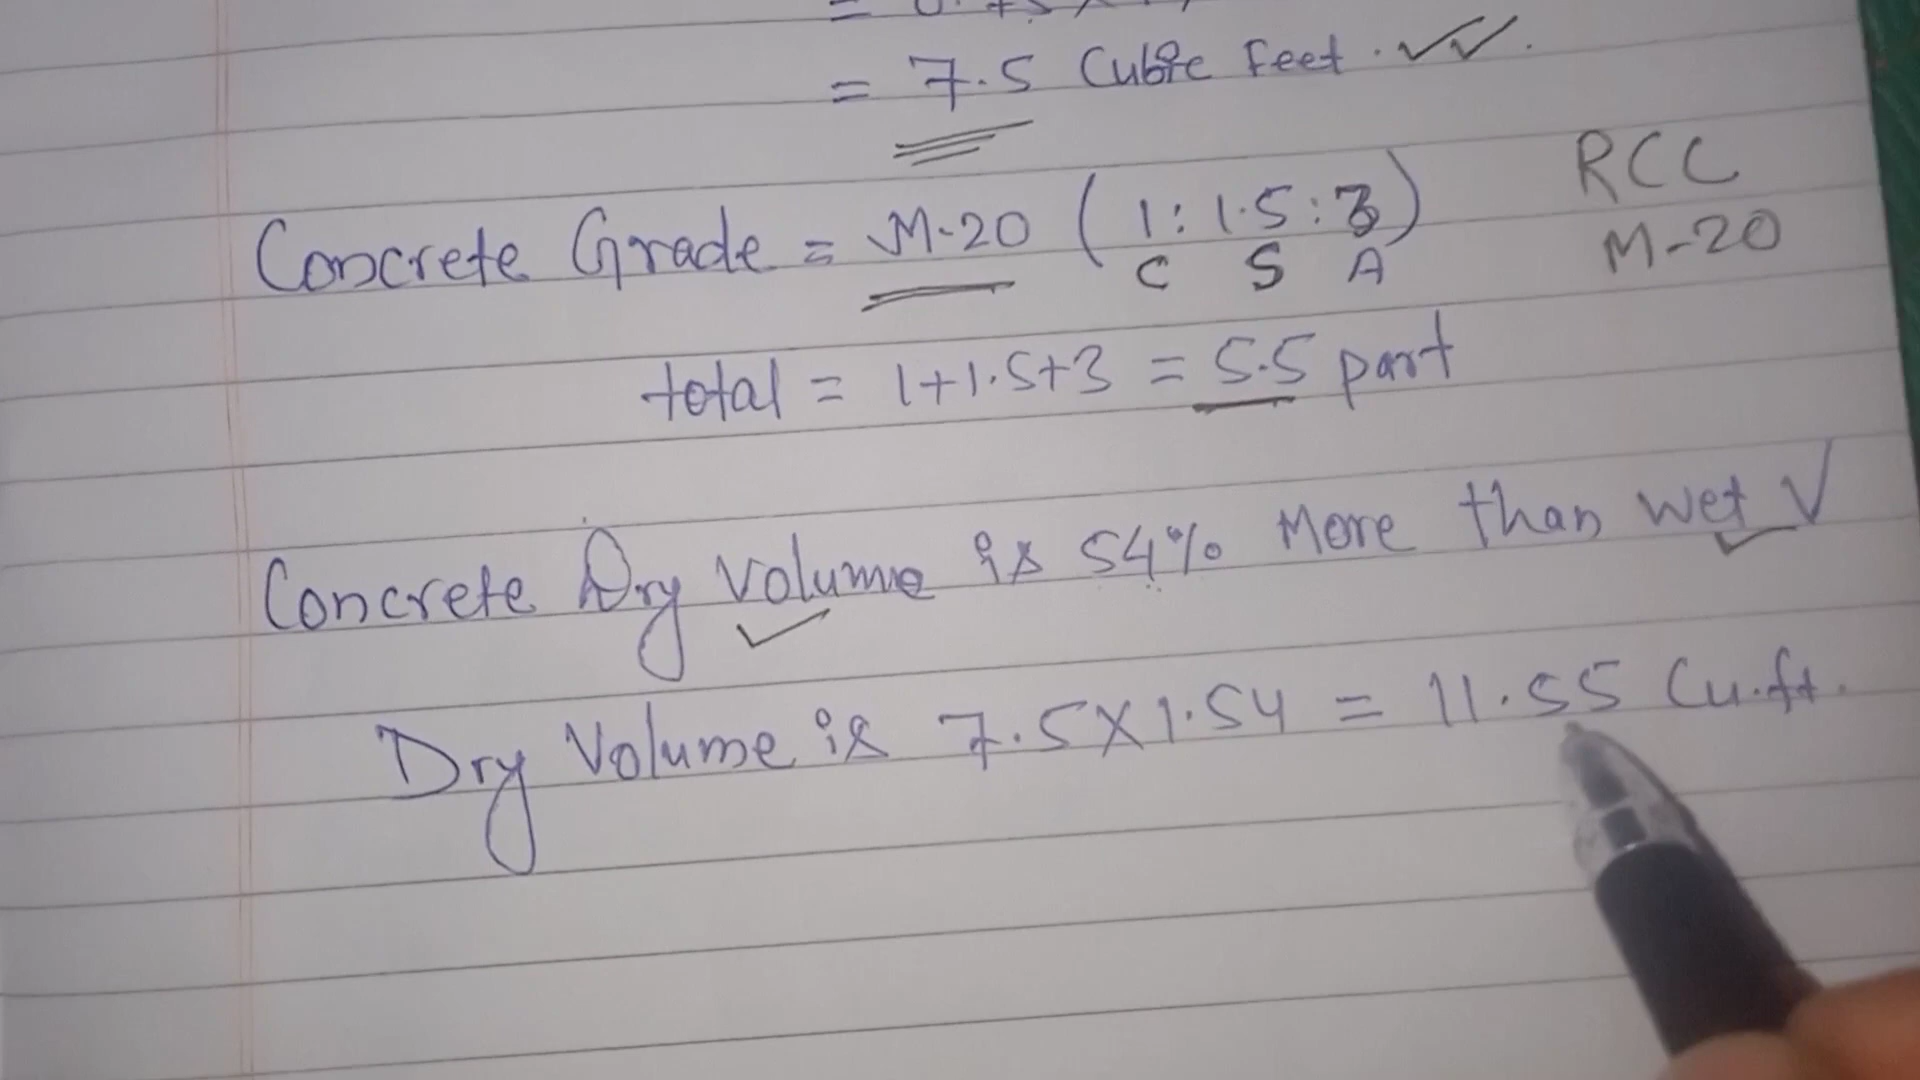 = 7.5 Cubic Feet.
Concrete Grade = M-20 (1:1.5:3) RCC
C S A M-20
total = 1+1.5+3 = 5.5 part
Concrete Dry Volume is 54% More than wet V
Dry Volume is 7.5X1.54 = 11.55 Cu.ft.